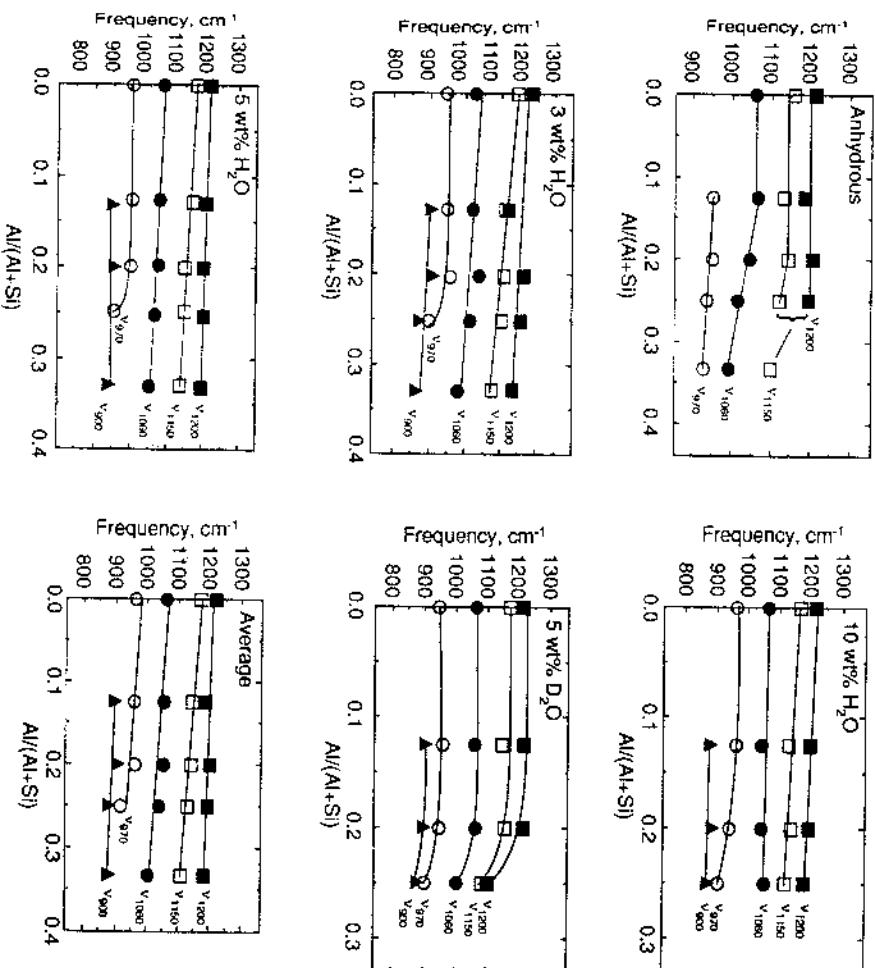 Anhydrous
Frequency, cm⁻¹
1200
1100
1000
900
ν1200
ν1150
ν1060
ν970
0.0 0.1 0.2 0.3 0.4
Al/(Al+Si)
10 wt% H₂O
Frequency, cm⁻¹
1300
1200
1100
1000
900
800
ν1200
ν1150
ν1060
ν970
ν900
0.0 0.1 0.2 0.3
Al/(Al+Si)
3 wt% H₂O
Frequency, cm⁻¹
1300
1200
1100
1000
900
800
ν1200
ν1150
ν1060
ν970
ν900
0.0 0.1 0.2 0.3 0.4
Al/(Al+Si)
5 wt% D₂O
Frequency, cm⁻¹
1300
1200
1100
1000
900
800
ν1200
ν1150
ν1060
ν970
ν900
0.0 0.1 0.2 0.3
Al/(Al+Si)
5 wt% H₂O
Frequency, cm⁻¹
1300
1200
1100
1000
900
800
ν1200
ν1150
ν1060
ν970
ν900
0.0 0.1 0.2 0.3 0.4
Al/(Al+Si)
Average
Frequency, cm⁻¹
1300
1200
1100
1000
900
800
ν1200
ν1150
ν1060
ν970
ν900
0.0 0.1 0.2 0.3 0.4
Al/(Al+Si)